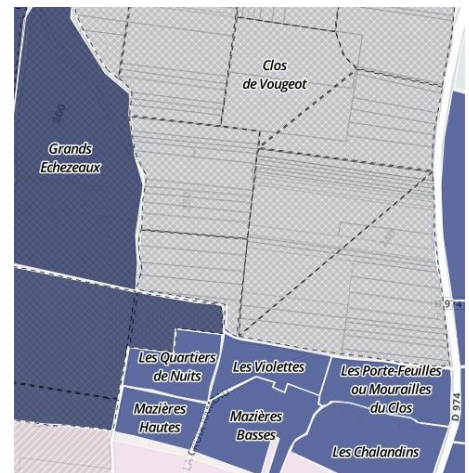 Clos
de Vougeot
Grands
Echezeaux
Les Quartiers
de Nuits
Les Violettes
Les Porte-Feuilles
ou Mourailles
du Clos
Mazières
Hautes
Mazières
Basses
Les Chalandins
D 974